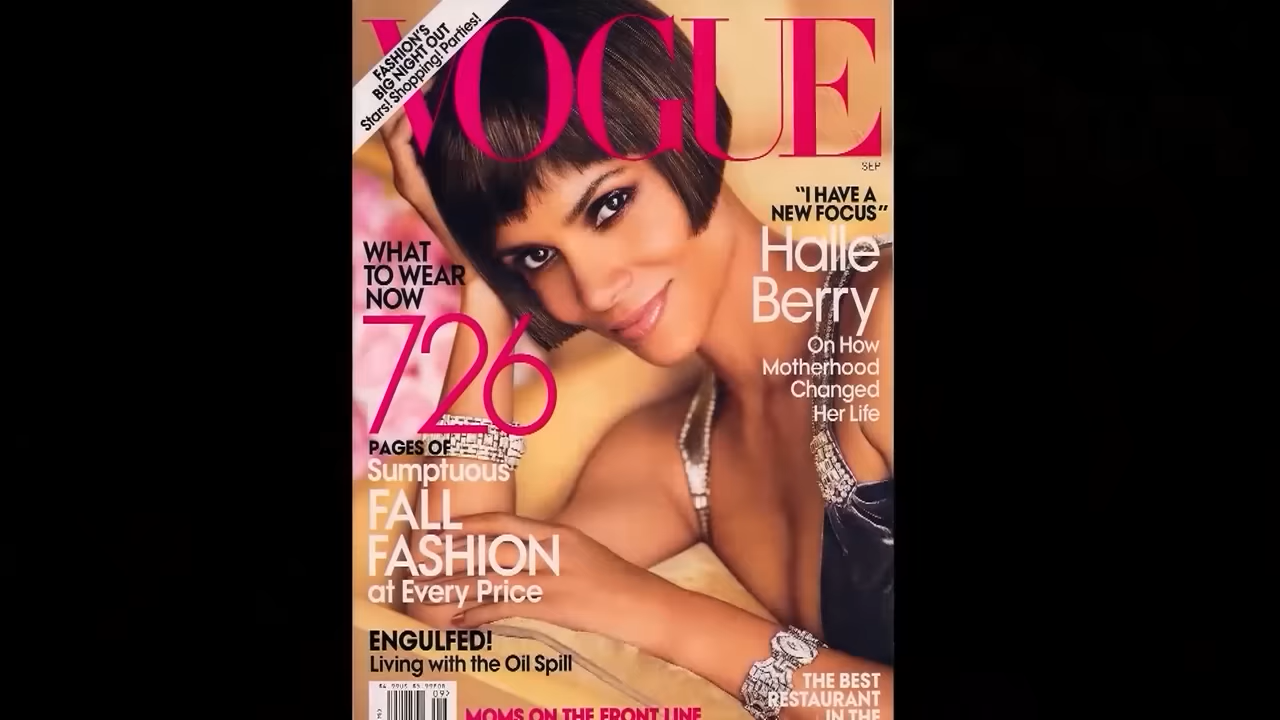 FASHION'S
BIG NIGHT OUT
Stars! Shopping! Parties!
VOGUE
SEP
"I HAVE A
NEW FOCUS"
Halle
Berry
On How
Motherhood
Changed
Her Life
WHAT
TO WEAR
NOW
726
PAGES OF
Sumptuous
FALL
FASHION
at Every Price
ENGULFED!
Living with the Oil Spill
09>
MOMS ON THE FRONT LINE
THE BEST
RESTAURANT
IN THE